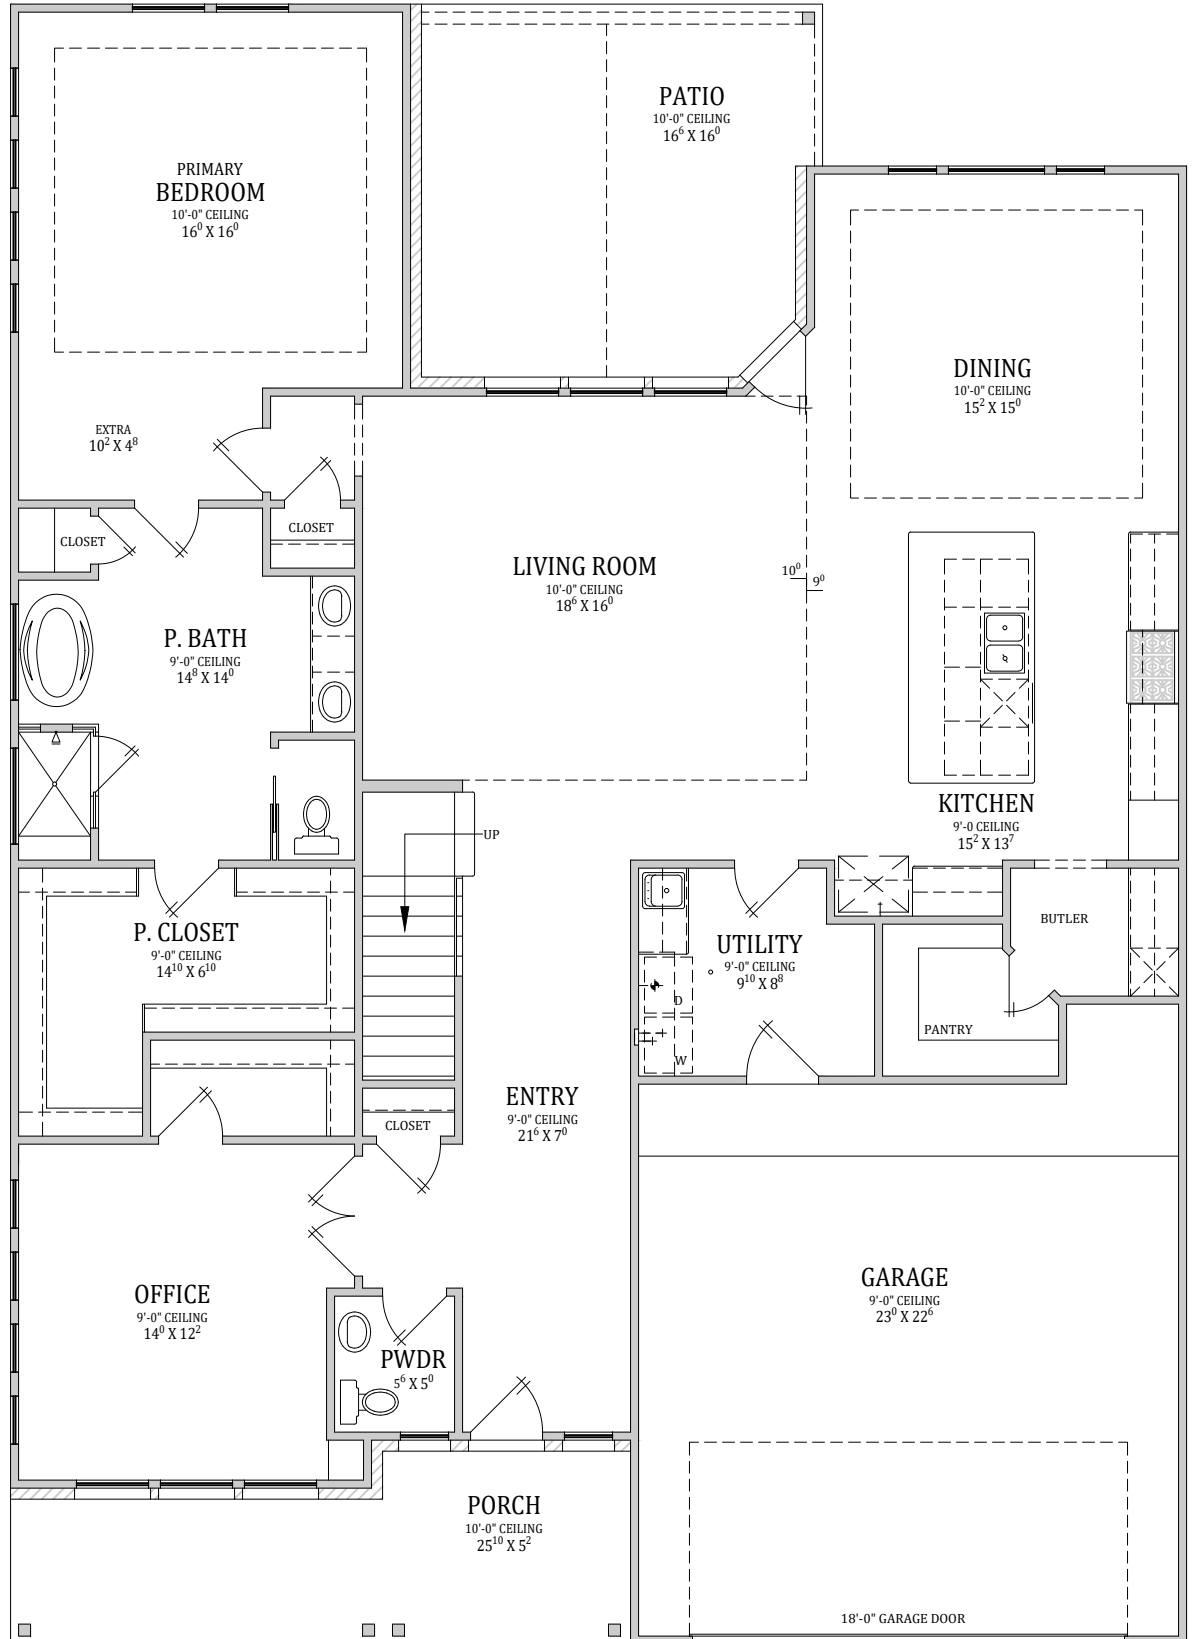 PATIO
10'-0" CEILING
16⁶ X 16⁰
PRIMARY
BEDROOM
10'-0" CEILING
16⁰ X 16⁰
DINING
10'-0" CEILING
15² X 15⁰
EXTRA
10² X 4⁸
CLOSET
CLOSET
LIVING ROOM
10'-0" CEILING
18⁶ X 16⁰
10⁰
9⁰
P. BATH
9'-0" CEILING
14⁸ X 14⁰
KITCHEN
9'-0 CEILING
15² X 13⁷
UP
P. CLOSET
9'-0" CEILING
14¹⁰ X 6¹⁰
UTILITY
9'-0" CEILING
9¹⁰ X 8⁸
BUTLER
D
W
PANTRY
ENTRY
9'-0" CEILING
21⁶ X 7⁰
CLOSET
OFFICE
9'-0" CEILING
14⁰ X 12²
GARAGE
9'-0" CEILING
23⁰ X 22⁶
PWDR
5⁶ X 5⁰
PORCH
10'-0" CEILING
25¹⁰ X 5²
18'-0" GARAGE DOOR